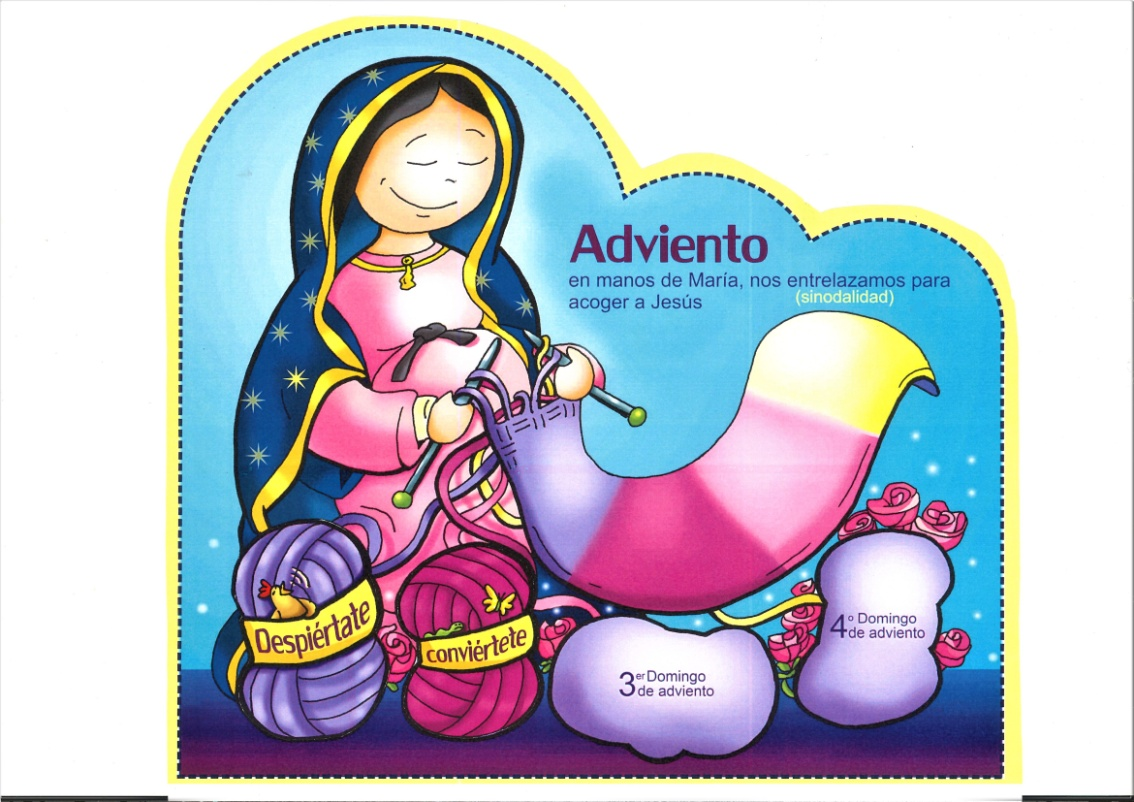 Adviento
en manos de María, nos entrelazamos para
(sinodalidad)
acoger a Jesús
Despiértate
conviértete
3er Domingo
de adviento
4º Domingo
de adviento